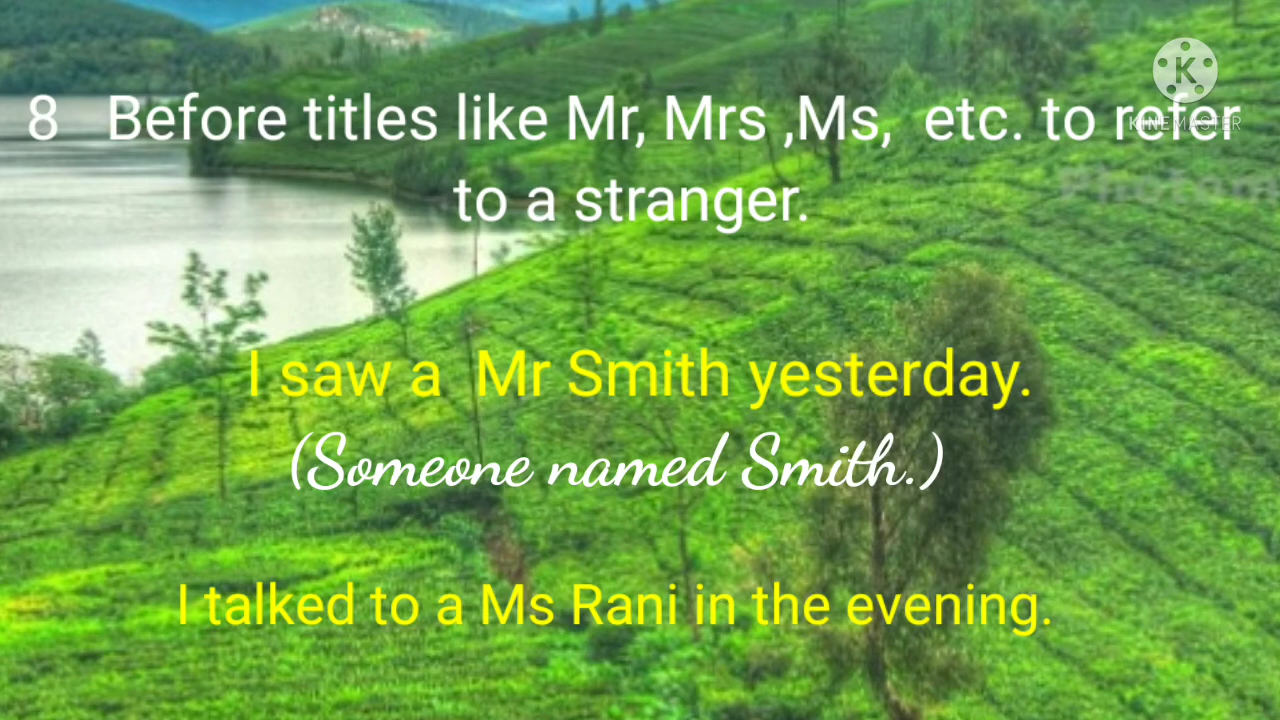 8 Before titles like Mr, Mrs ,Ms, etc. to refer
to a stranger.
I saw a Mr Smith yesterday.
(Someone named Smith.)
I talked to a Ms Rani in the evening.
K
KINEMASTER